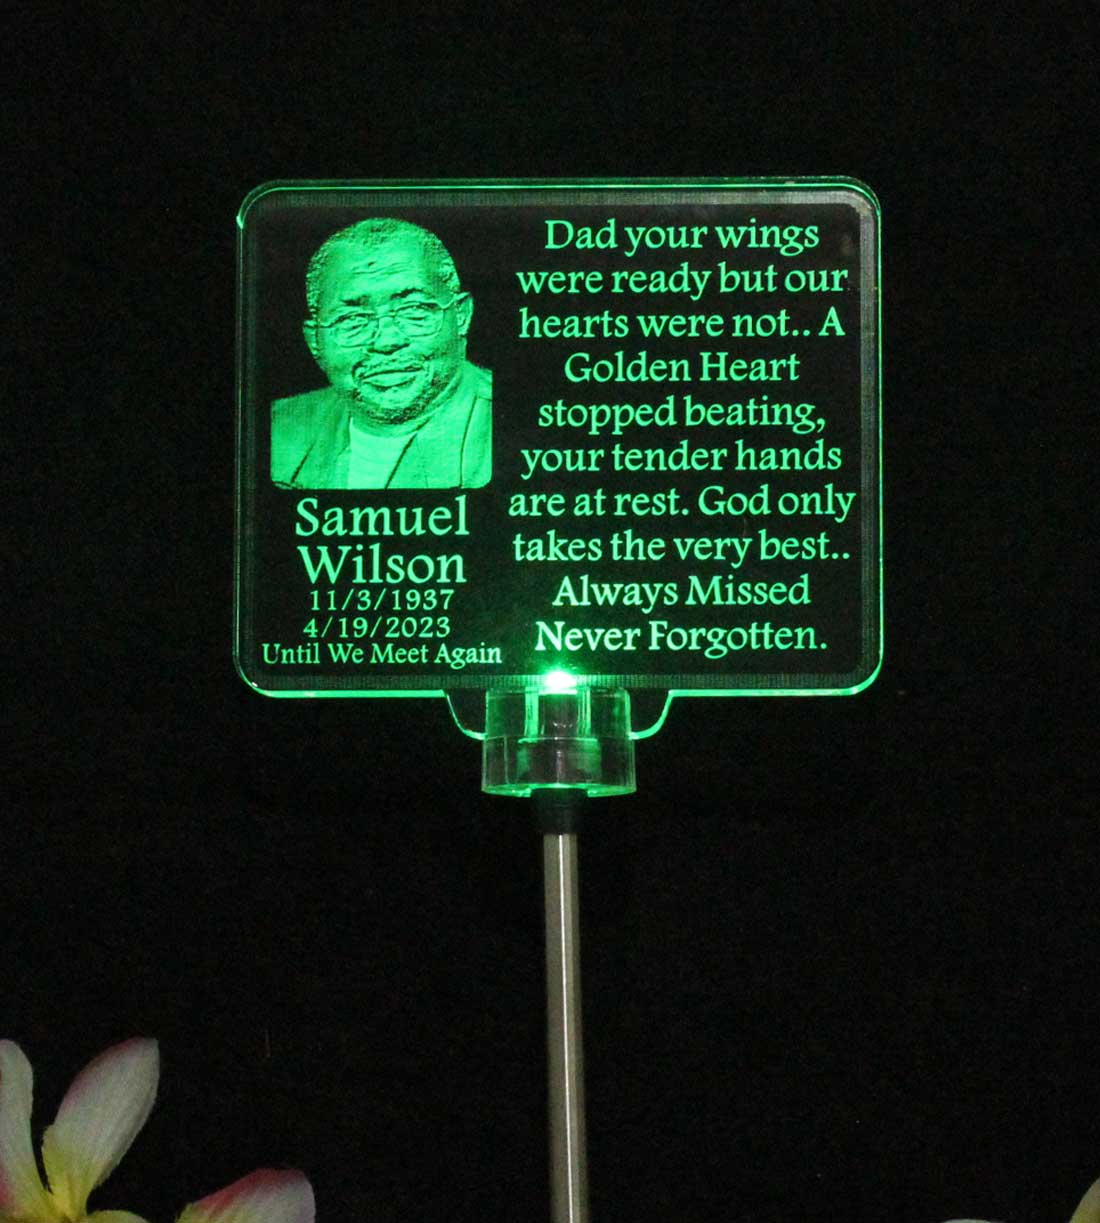 Samuel
Wilson
11/3/1937
4/19/2023
Until We Meet Again
Dad your wings
were ready but our
hearts were not.. A
Golden Heart
stopped beating,
your tender hands
are at rest. God only
takes the very best..
Always Missed
Never Forgotten.